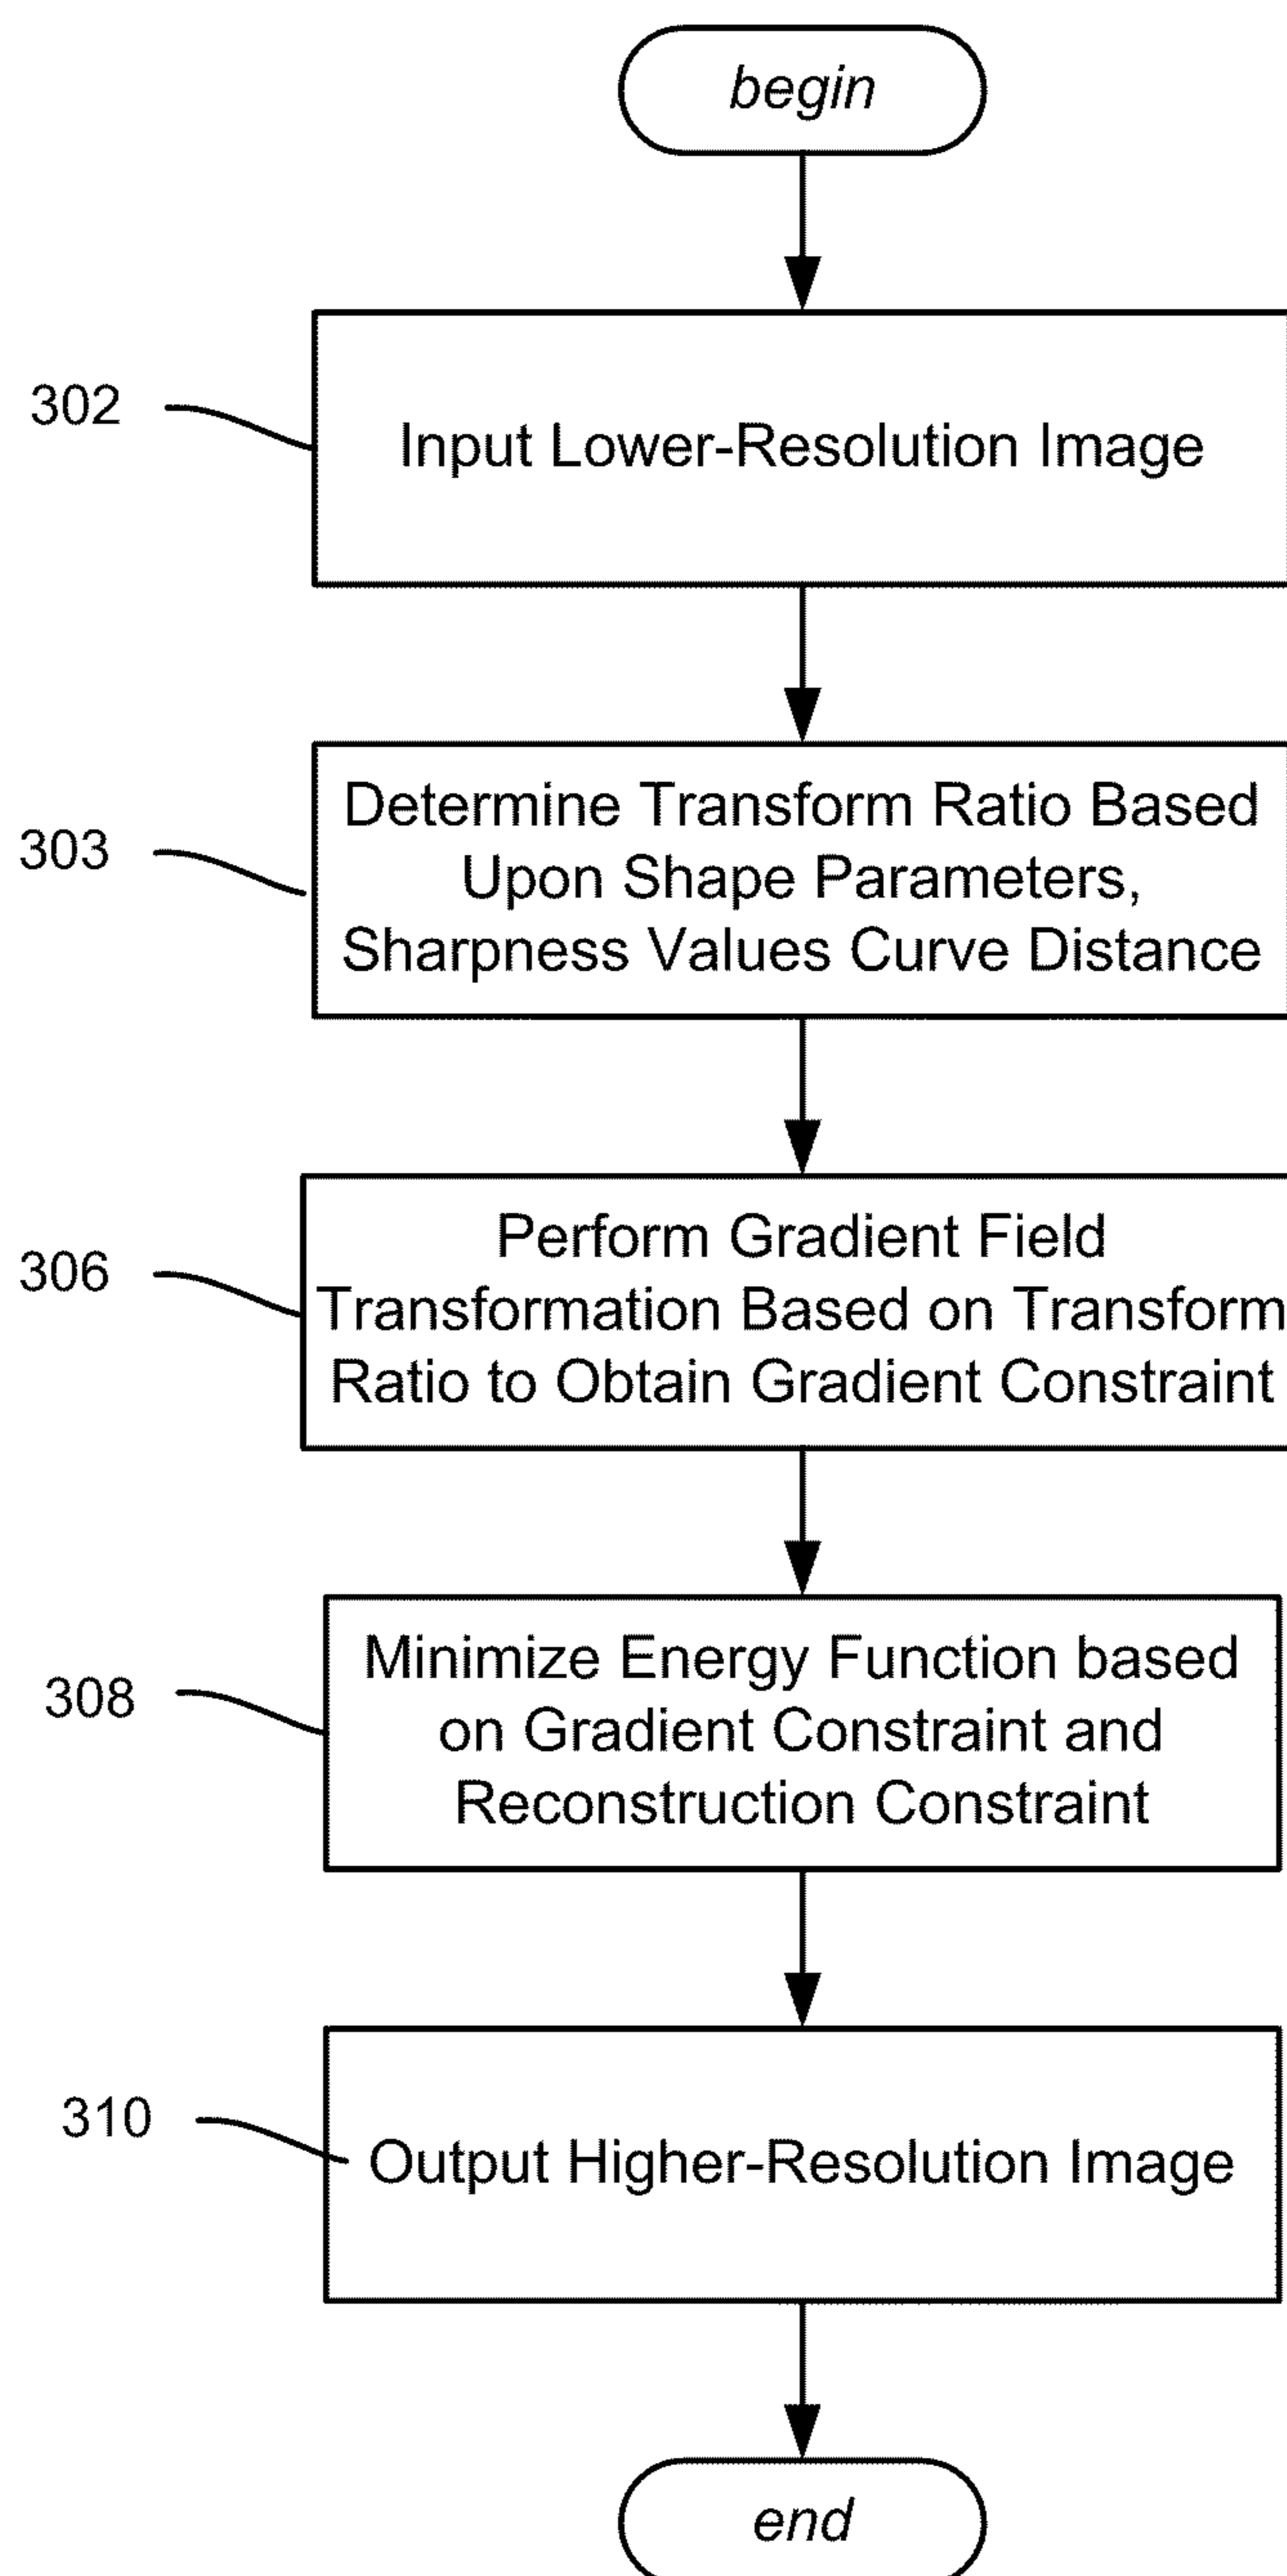 begin
302
Input Lower-Resolution Image
303
Determine Transform Ratio Based
Upon Shape Parameters,
Sharpness Values Curve Distance
306
Perform Gradient Field
Transformation Based on Transform
Ratio to Obtain Gradient Constraint
308
Minimize Energy Function based
on Gradient Constraint and
Reconstruction Constraint
310
Output Higher-Resolution Image
end